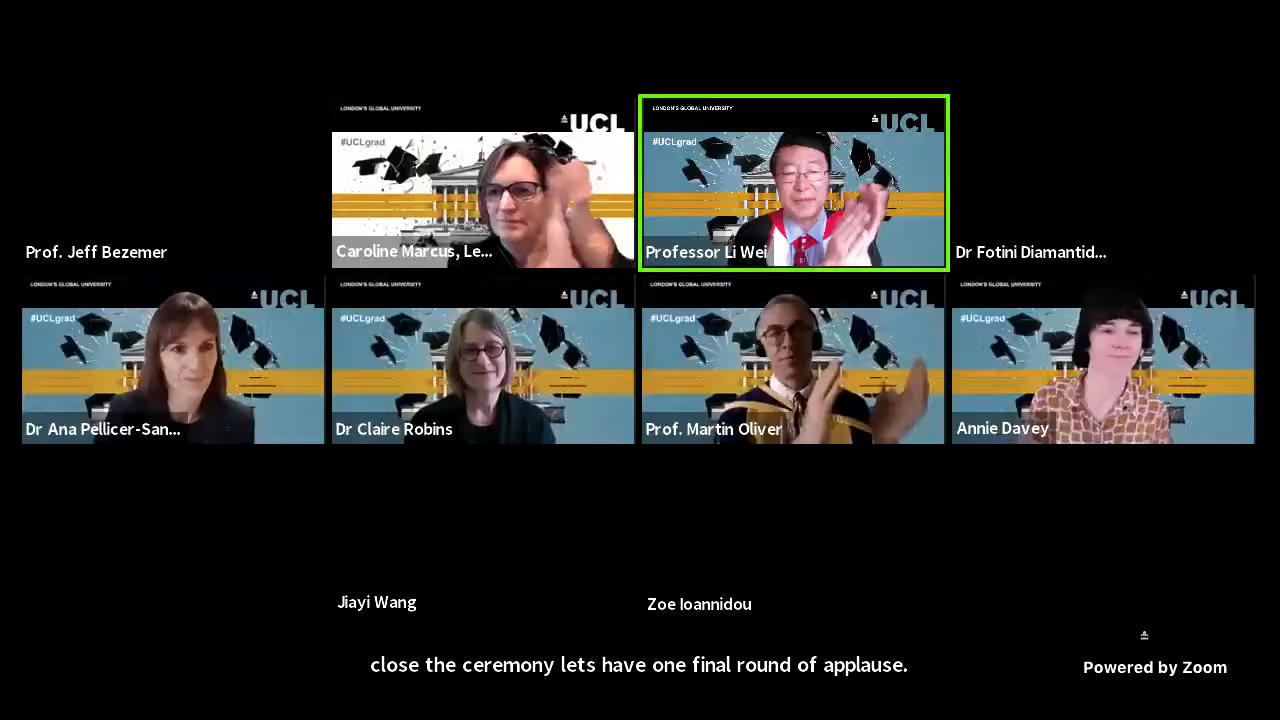 LONDON'S GLOBAL UNIVERSITY
UCL
#UCLgrad
LONDON'S GLOBAL UNIVERSITY
UCL
#UCLgrad
Prof. Jeff Bezemer
Caroline Marcus, Le...
Professor Li Wei
Dr Fotini Diamantid...
LONDON'S GLOBAL UNIVERSITY
UCL
#UCLgrad
LONDON'S GLOBAL UNIVERSITY
UCL
#UCLgrad
LONDON'S GLOBAL UNIVERSITY
UCL
#UCLgrad
LONDON'S GLOBAL UNIVERSITY
UCL
#UCLgrad
Dr Ana Pellicer-San...
Dr Claire Robins
Prof. Martin Oliver
Annie Davey
Jiayi Wang
Zoe Ioannidou
close the ceremony lets have one final round of applause.
Powered by Zoom